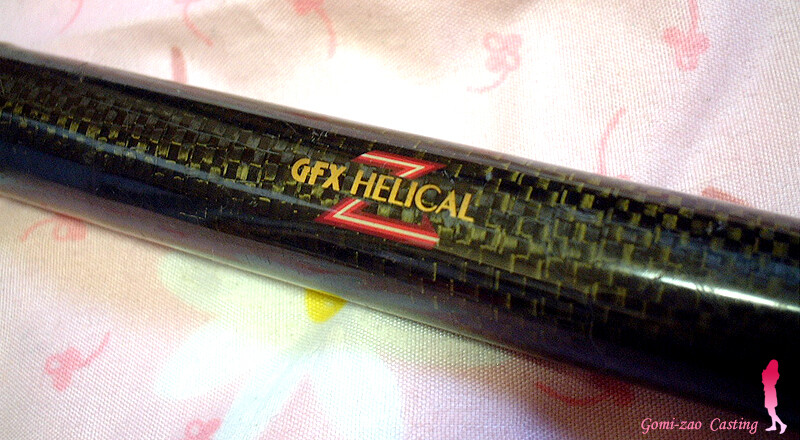 GFX HELICAL
Z
Gomi-zao Casting